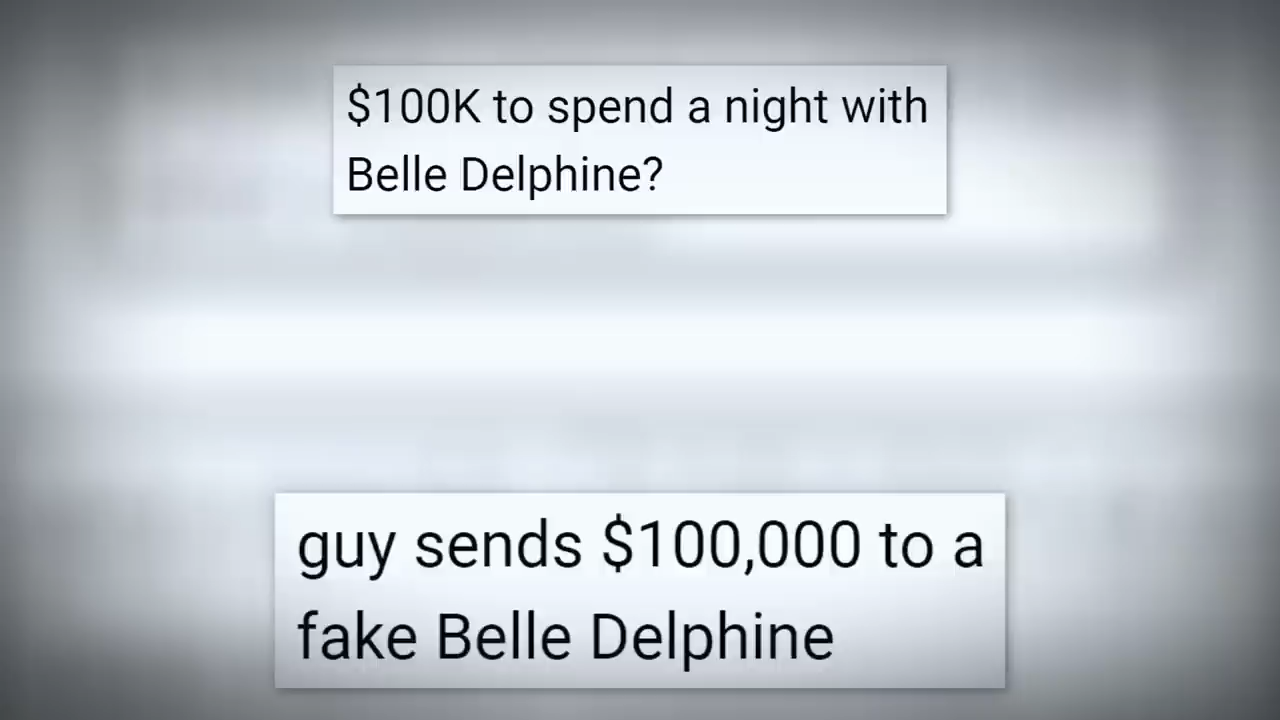 $100K to spend a night with
Belle Delphine?
guy sends $100,000 to a
fake Belle Delphine